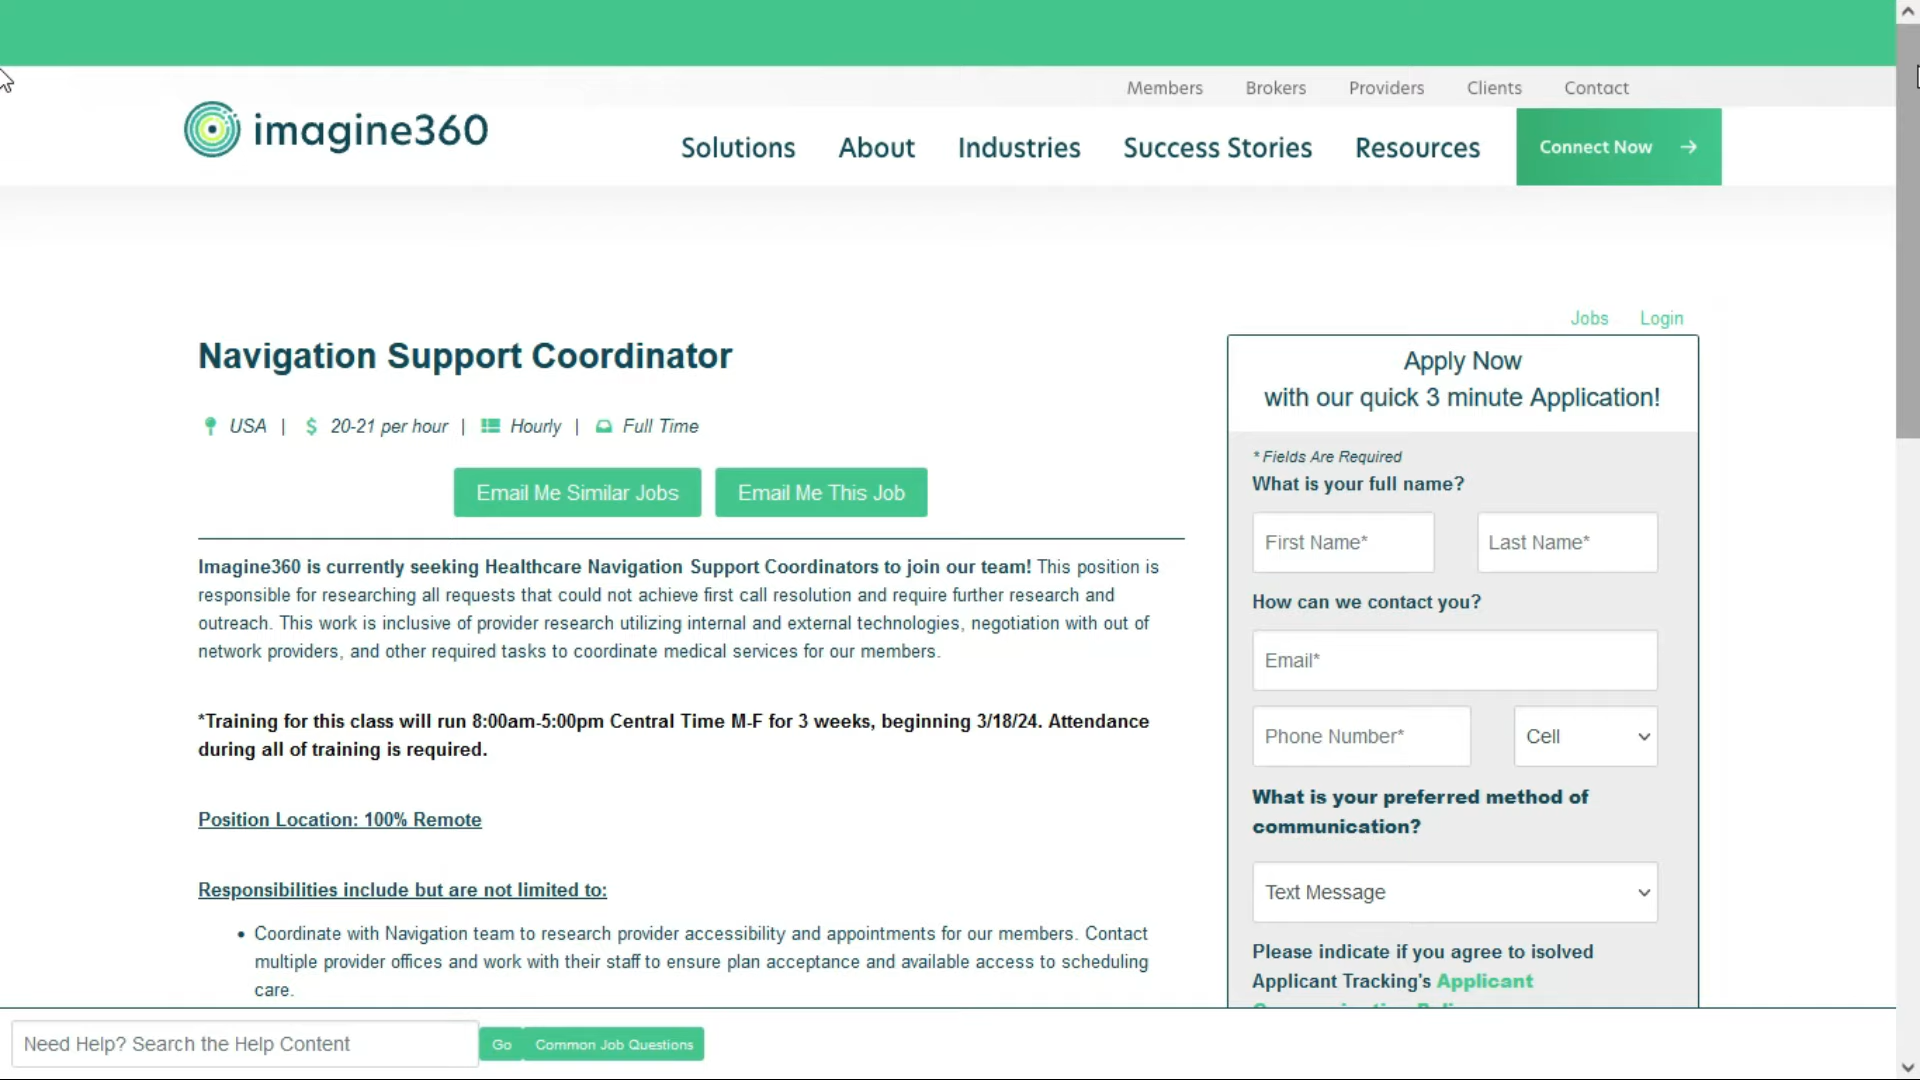 Members Brokers Providers Clients Contact
imagine360
Solutions About Industries Success Stories Resources Connect Now
Jobs Login
Navigation Support Coordinator
USA | $ 20-21 per hour | Hourly | Full Time
Email Me Similar Jobs Email Me This Job
Imagine360 is currently seeking Healthcare Navigation Support Coordinators to join our team! This position is
responsible for researching all requests that could not achieve first call resolution and require further research and
outreach. This work is inclusive of provider research utilizing internal and external technologies, negotiation with out of
network providers, and other required tasks to coordinate medical services for our members.
*Training for this class will run 8:00am-5:00pm Central Time M-F for 3 weeks, beginning 3/18/24. Attendance
during all of training is required.
Position Location: 100% Remote
Responsibilities include but are not limited to:
• Coordinate with Navigation team to research provider accessibility and appointments for our members. Contact
multiple provider offices and work with their staff to ensure plan acceptance and available access to scheduling
care.
Apply Now
with our quick 3 minute Application!
* Fields Are Required
What is your full name?
First Name* Last Name*
How can we contact you?
Email*
Phone Number* Cell
What is your preferred method of
communication?
Text Message
Please indicate if you agree to isolved
Applicant Tracking's Applicant
Need Help? Search the Help Content Go Common Job Questions